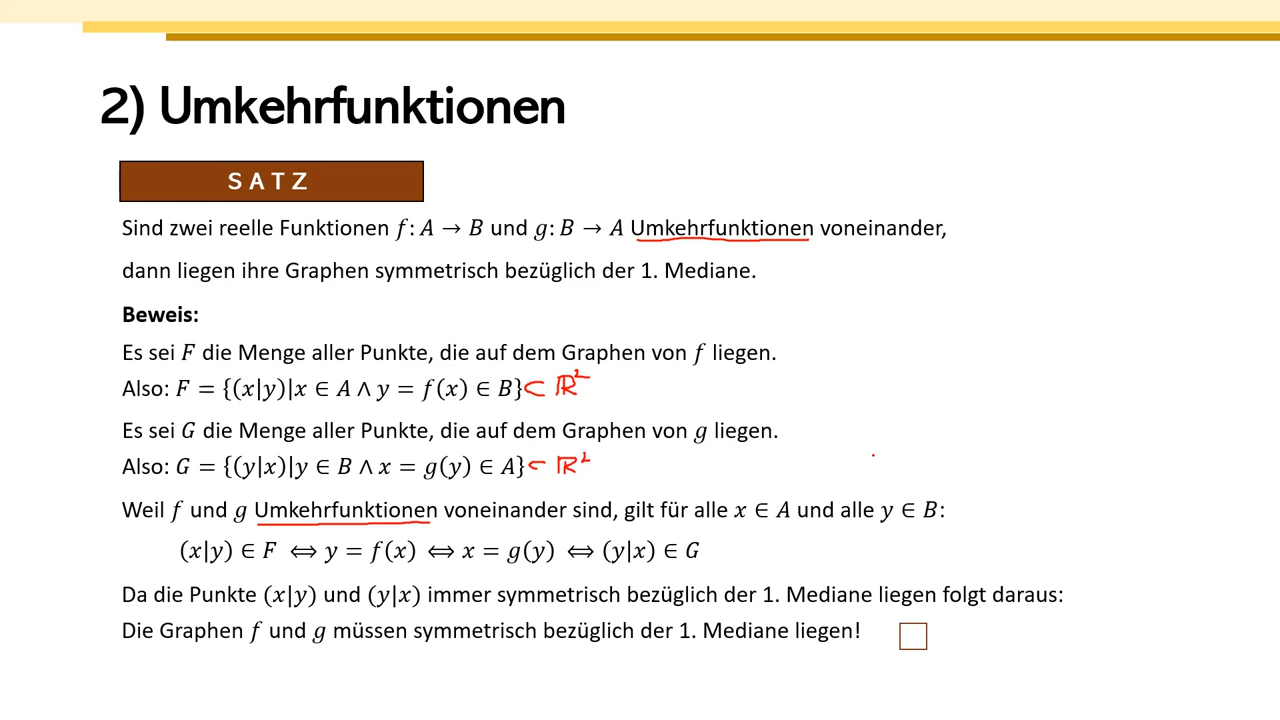 2) Umkehrfunktionen
SATZ
Sind zwei reelle Funktionen f: A → B und g: B → A Umkehrfunktionen voneinander,
dann liegen ihre Graphen symmetrisch bezüglich der 1. Mediane.
Beweis:
Es sei F die Menge aller Punkte, die auf dem Graphen von f liegen.
Also: F = {(x|y)|x ∈ A ∧ y = f(x) ∈ B} ⊂ ℝ²
Es sei G die Menge aller Punkte, die auf dem Graphen von g liegen.
Also: G = {(y|x)|y ∈ B ∧ x = g(y) ∈ A} ⊂ ℝ²
Weil f und g Umkehrfunktionen voneinander sind, gilt für alle x ∈ A und alle y ∈ B:
(x|y) ∈ F ⟺ y = f(x) ⟺ x = g(y) ⟺ (y|x) ∈ G
Da die Punkte (x|y) und (y|x) immer symmetrisch bezüglich der 1. Mediane liegen folgt daraus:
Die Graphen f und g müssen symmetrisch bezüglich der 1. Mediane liegen!